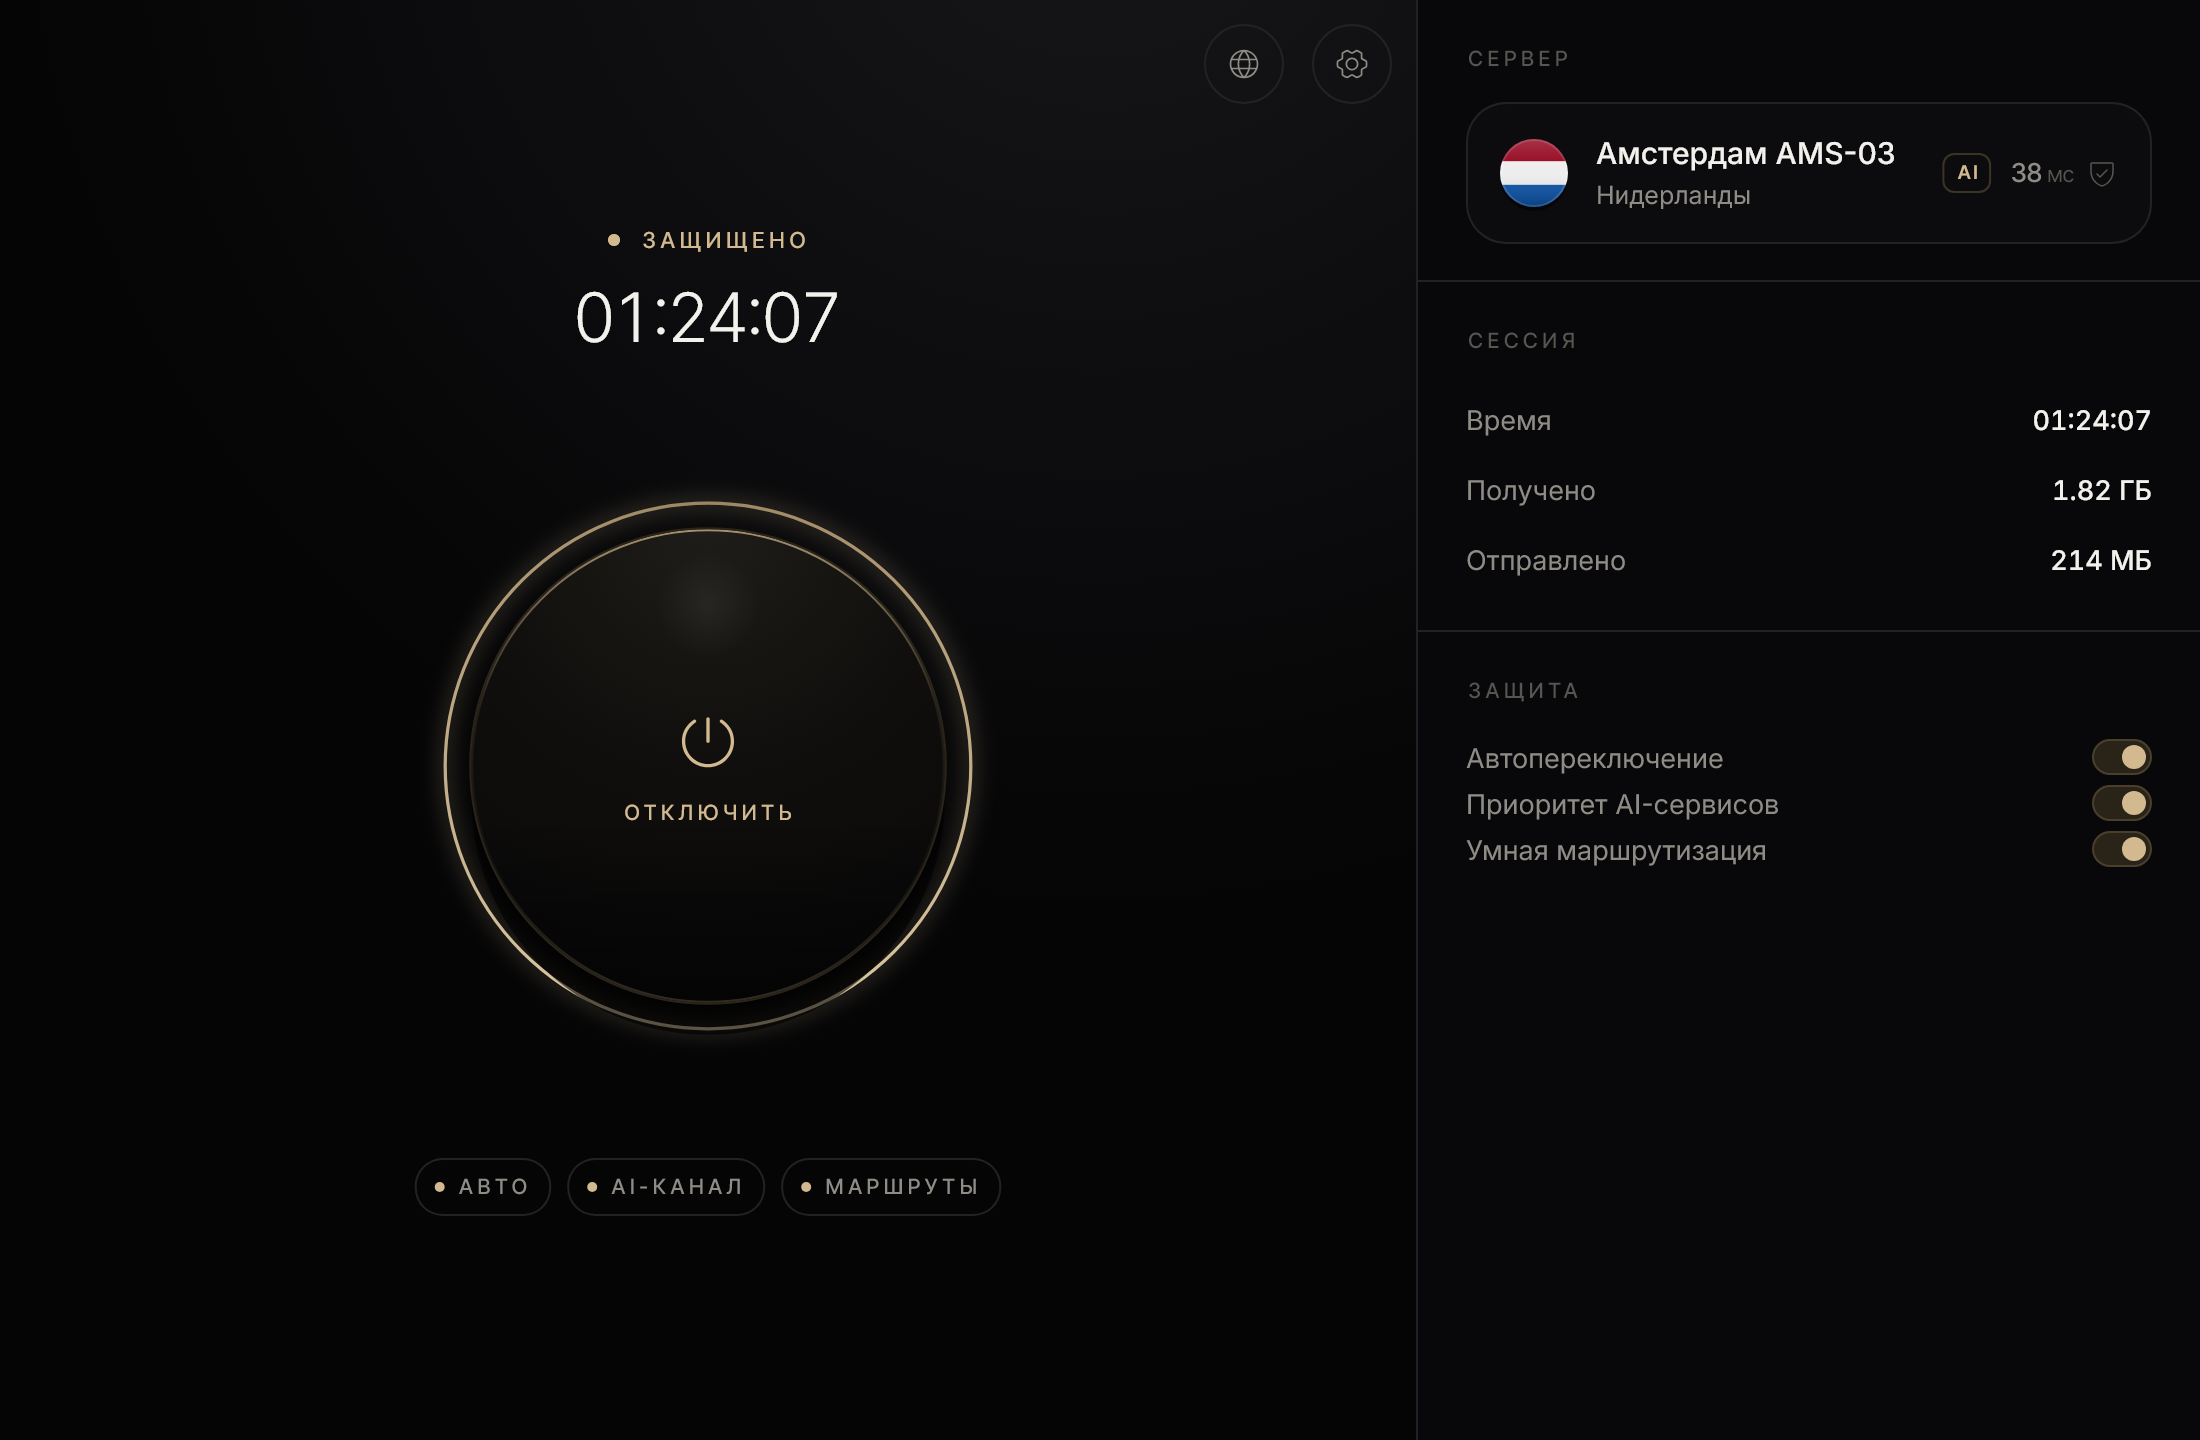 ЗАЩИЩЕНО
01:24:07
ОТКЛЮЧИТЬ
АВТО
AI-КАНАЛ
МАРШРУТЫ
СЕРВЕР
Амстердам AMS-03
Нидерланды
AI
38 мс
СЕССИЯ
Время 01:24:07
Получено 1.82 ГБ
Отправлено 214 МБ
ЗАЩИТА
Автопереключение
Приоритет AI-сервисов
Умная маршрутизация